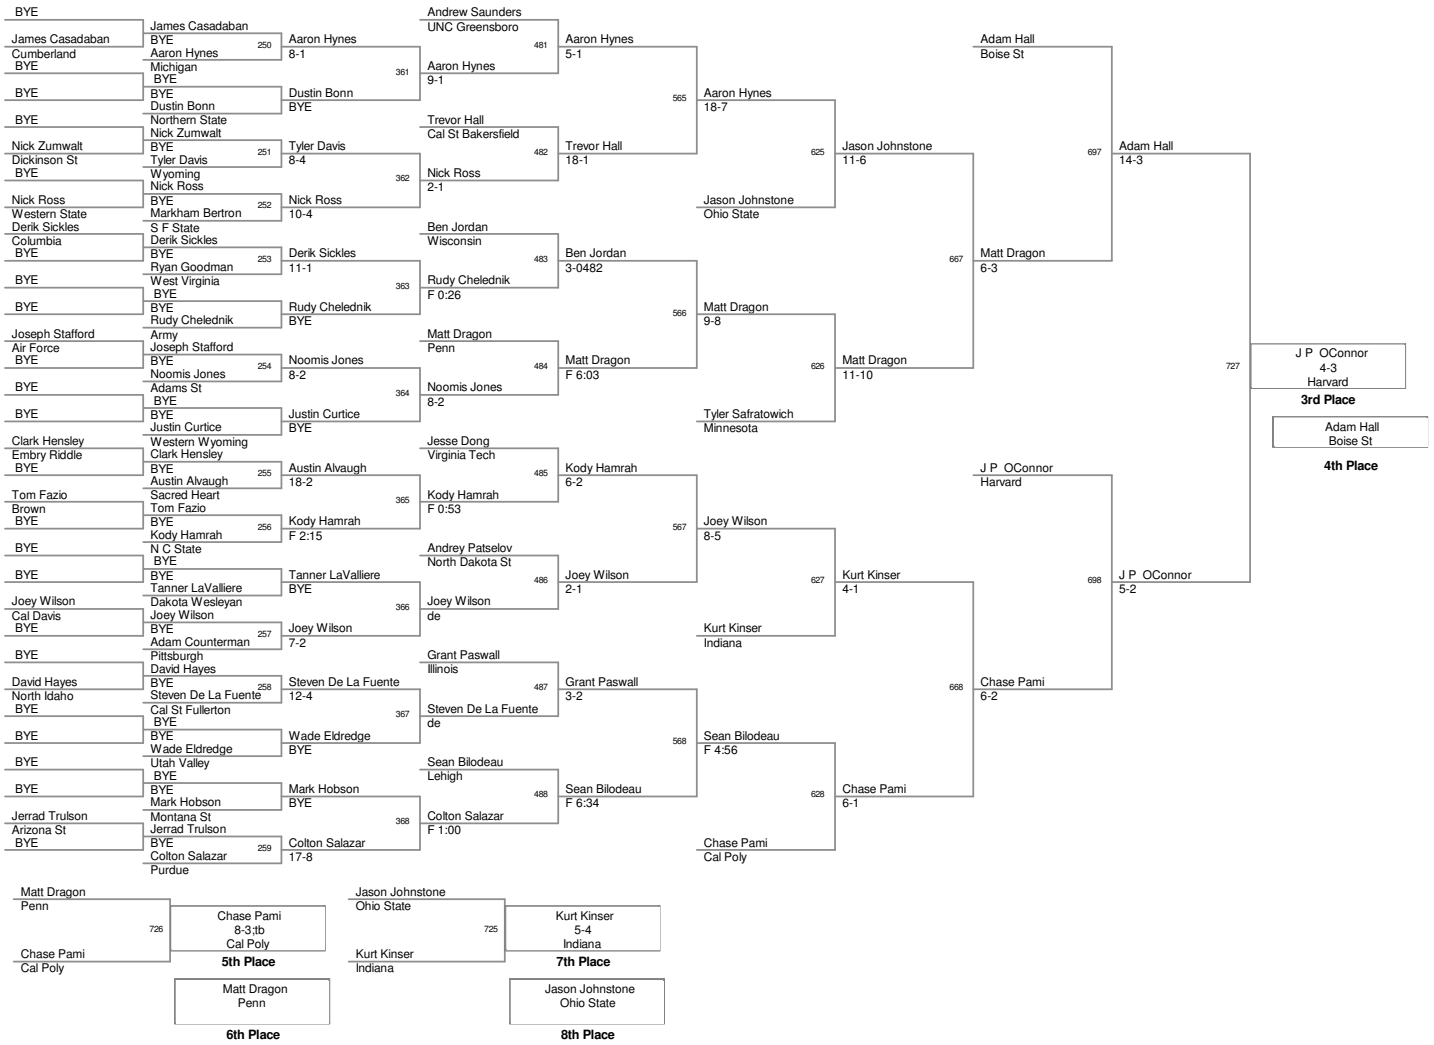 BYE
James Casadaban
Cumberland
BYE
BYE
BYE
Nick Zumwalt
Dickinson St
BYE
Nick Ross
Western State
Derik Sickles
Columbia
BYE
BYE
BYE
Joseph Stafford
Air Force
BYE
BYE
BYE
Clark Hensley
Embry Riddle
BYE
Tom Fazio
Brown
BYE
BYE
BYE
Joey Wilson
Cal Davis
BYE
BYE
David Hayes
North Idaho
BYE
BYE
BYE
BYE
Jerrad Trulson
Arizona St
BYE
James Casadaban
BYE
250
Aaron Hynes
Michigan
BYE
BYE
Dustin Bonn
Northern State
Nick Zumwalt
BYE
251
Tyler Davis
Wyoming
Nick Ross
BYE
252
Markham Bertron
S F State
Derik Sickles
BYE
253
Ryan Goodman
West Virginia
BYE
BYE
Rudy Chelednik
Army
Joseph Stafford
BYE
254
Noomis Jones
Adams St
BYE
BYE
Justin Curtice
Western Wyoming
Clark Hensley
BYE
255
Austin Alvaugh
Sacred Heart
Tom Fazio
BYE
256
Kody Hamrah
N C State
BYE
BYE
Tanner LaValliere
Dakota Wesleyan
Joey Wilson
BYE
257
Adam Counterman
Pittsburgh
David Hayes
BYE
258
Steven De La Fuente
Cal St Fullerton
BYE
BYE
Wade Eldredge
Utah Valley
BYE
BYE
Mark Hobson
Montana St
Jerrad Trulson
BYE
259
Colton Salazar
Purdue
Aaron Hynes
8-1
361
Dustin Bonn
BYE
Tyler Davis
8-4
362
Nick Ross
10-4
Derik Sickles
11-1
363
Rudy Chelednik
BYE
Noomis Jones
8-2
364
Justin Curtice
BYE
Austin Alvaugh
18-2
365
Kody Hamrah
F 2:15
Tanner LaValliere
BYE
366
Joey Wilson
7-2
Steven De La Fuente
12-4
367
Wade Eldredge
BYE
Mark Hobson
BYE
368
Colton Salazar
17-8
Andrew Saunders
UNC Greensboro
481
Aaron Hynes
9-1
Trevor Hall
Cal St Bakersfield
482
Nick Ross
2-1
Ben Jordan
Wisconsin
483
Rudy Chelednik
F 0:26
Matt Dragon
Penn
484
Noomis Jones
8-2
Jesse Dong
Virginia Tech
485
Kody Hamrah
F 0:53
Andrey Patselov
North Dakota St
486
Joey Wilson
de
Grant Paswall
Illinois
487
Steven De La Fuente
de
Sean Bilodeau
Lehigh
488
Colton Salazar
F 1:00
Aaron Hynes
5-1
565
Trevor Hall
18-1
Ben Jordan
3-0482
566
Matt Dragon
F 6:03
Kody Hamrah
6-2
567
Joey Wilson
2-1
Grant Paswall
3-2
568
Sean Bilodeau
F 6:34
Aaron Hynes
18-7
625
Jason Johnstone
Ohio State
Matt Dragon
9-8
626
Tyler Safratowich
Minnesota
Joey Wilson
8-5
627
Kurt Kinser
Indiana
Sean Bilodeau
F 4:56
628
Chase Pami
Cal Poly
Jason Johnstone
11-6
667
Matt Dragon
11-10
Kurt Kinser
4-1
668
Chase Pami
6-1
Adam Hall
Boise St
697
Matt Dragon
6-3
J P OConnor
Harvard
698
Chase Pami
6-2
Adam Hall
14-3
727
J P OConnor
5-2
J P OConnor
4-3
Harvard
3rd Place
Adam Hall
Boise St
4th Place
Matt Dragon
Penn
726
Chase Pami
Cal Poly
Chase Pami
8-3;tb
Cal Poly
5th Place
Matt Dragon
Penn
6th Place
Jason Johnstone
Ohio State
725
Kurt Kinser
Indiana
Kurt Kinser
5-4
Indiana
7th Place
Jason Johnstone
Ohio State
8th Place